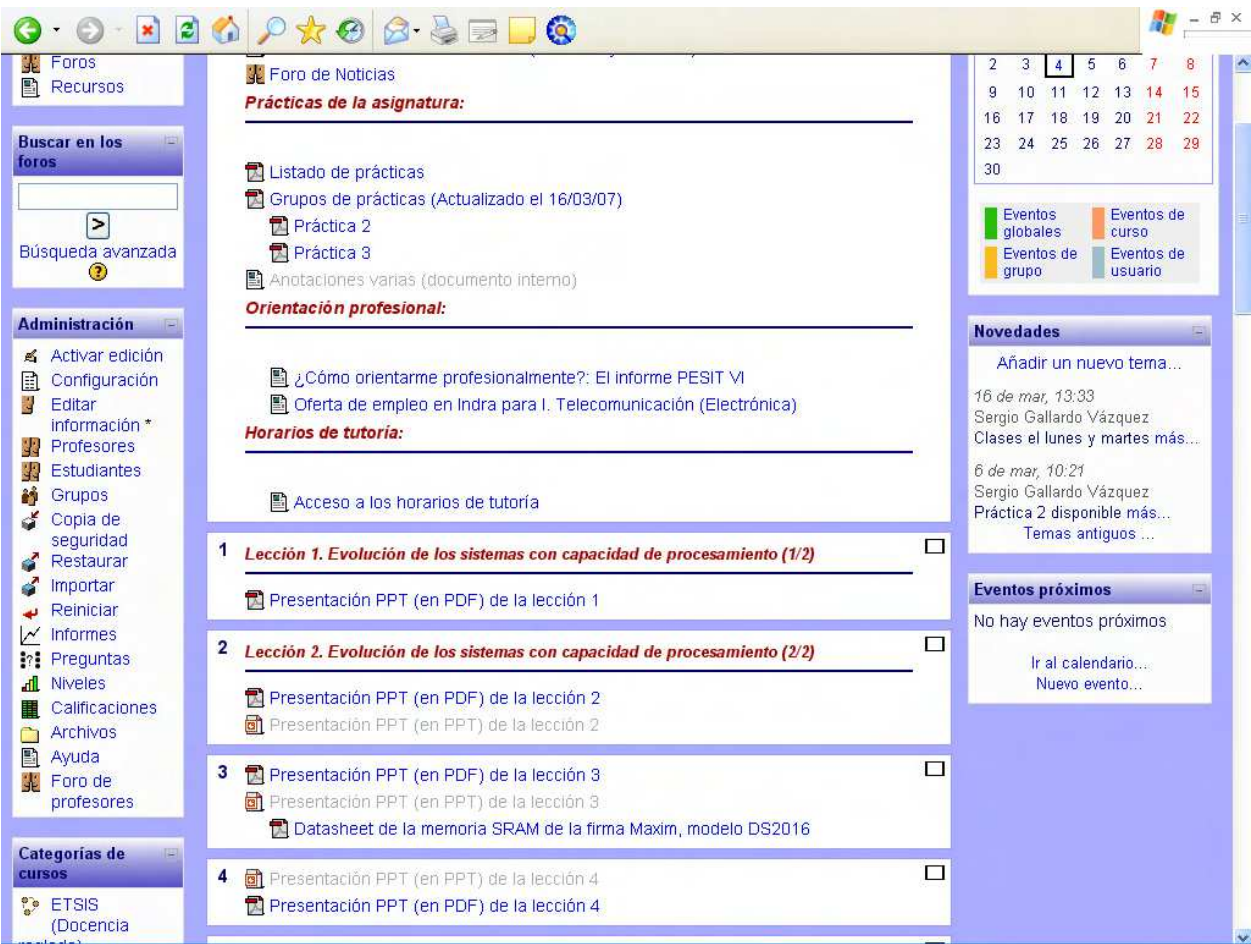 Foros
Recursos
Buscar en los
foros
>
Búsqueda avanzada
?
Administración
Activar edición
Configuración
Editar
información *
Profesores
Estudiantes
Grupos
Copia de
seguridad
Restaurar
Importar
Reiniciar
Informes
Preguntas
Niveles
Calificaciones
Archivos
Ayuda
Foro de
profesores
Categorías de
cursos
ETSIS
(Docencia
Foro de Noticias
Prácticas de la asignatura:
Listado de prácticas
Grupos de prácticas (Actualizado el 16/03/07)
Práctica 2
Práctica 3
Anotaciones varias (documento interno)
Orientación profesional:
¿Cómo orientarme profesionalmente?: El informe PESIT VI
Oferta de empleo en Indra para I. Telecomunicación (Electrónica)
Horarios de tutoría:
Acceso a los horarios de tutoría
1 Lección 1. Evolución de los sistemas con capacidad de procesamiento (1/2)
Presentación PPT (en PDF) de la lección 1
2 Lección 2. Evolución de los sistemas con capacidad de procesamiento (2/2)
Presentación PPT (en PDF) de la lección 2
Presentación PPT (en PPT) de la lección 2
3 Presentación PPT (en PDF) de la lección 3
Presentación PPT (en PPT) de la lección 3
Datasheet de la memoria SRAM de la firma Maxim, modelo DS2016
4 Presentación PPT (en PPT) de la lección 4
Presentación PPT (en PDF) de la lección 4
2 3 4 5 6 7 8
9 10 11 12 13 14 15
16 17 18 19 20 21 22
23 24 25 26 27 28 29
30
Eventos globales
Eventos de curso
Eventos de grupo
Eventos de usuario
Novedades
Añadir un nuevo tema...
16 de mar, 13:33
Sergio Gallardo Vázquez
Clases el lunes y martes más...
6 de mar, 10:21
Sergio Gallardo Vázquez
Práctica 2 disponible más...
Temas antiguos ...
Eventos próximos
No hay eventos próximos
Ir al calendario...
Nuevo evento...